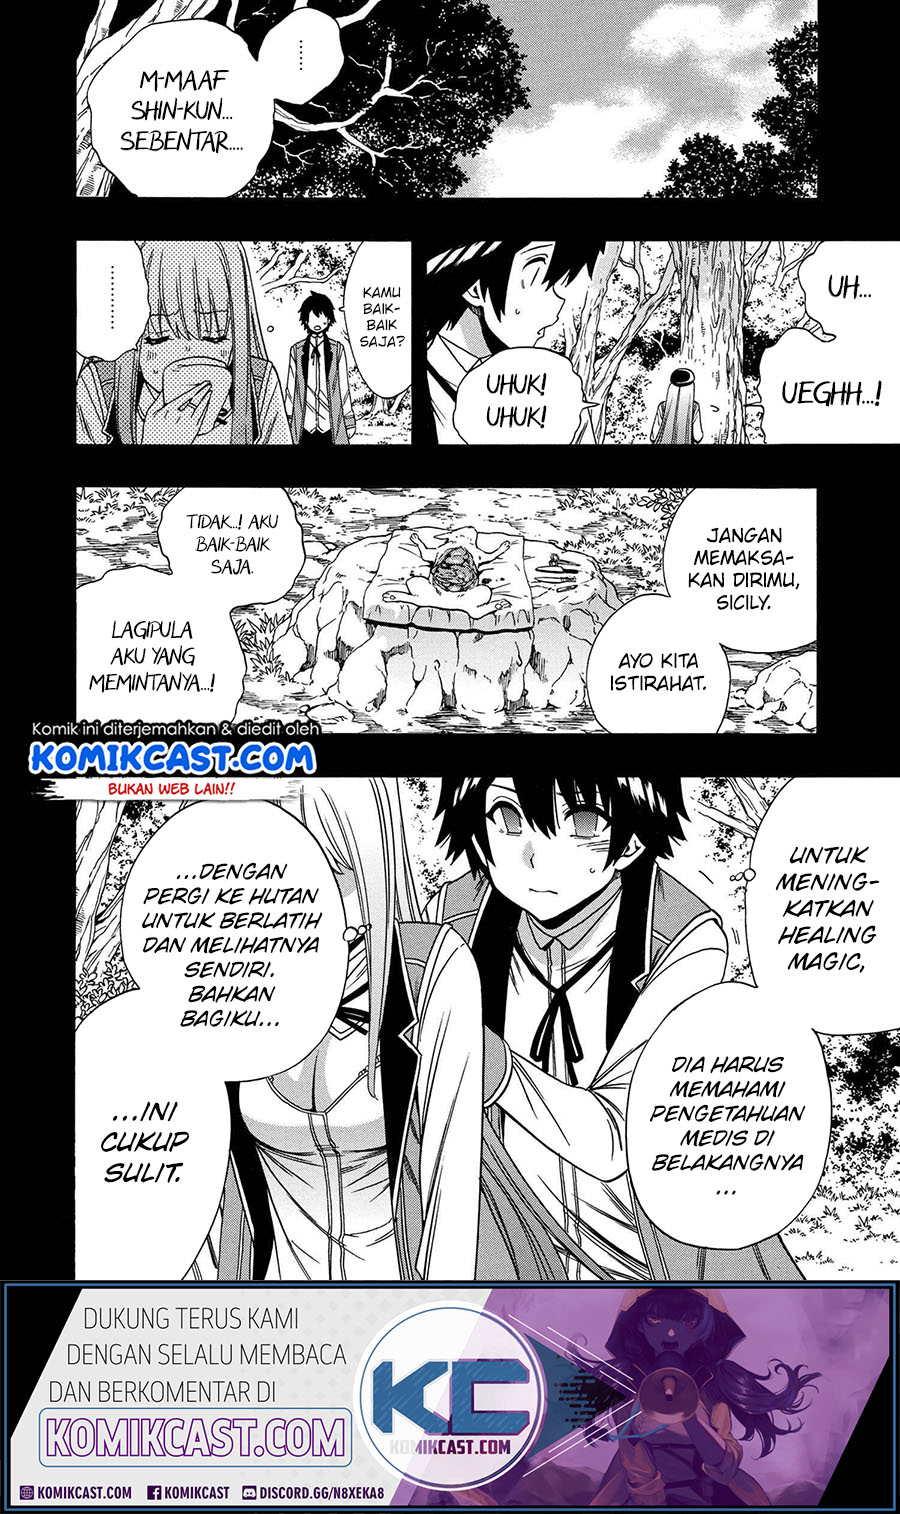 ......
M-MAAF
SHIN-KUN...
SEBENTAR....
UH...
UEGHH...!
UHUK!
UHUK!
KAMU
BAIK-
BAIK
SAJA?
.........
JANGAN
MEMAKSA-
KAN DIRIMU,
SICILY.
AYO KITA
ISTIRAHAT.
TIDAK...! AKU
BAIK-BAIK
SAJA.
LAGIPULA
AKU YANG
MEMINTANYA...!
Komik ini diterjemahkan & diedit oleh
KOMIKCAST.COM
BUKAN WEB LAIN!!
UNTUK
MENING-
KATKAN
HEALING
MAGIC,
DIA HARUS
MEMAHAMI
PENGETAHUAN
MEDIS DI
BELAKANGNYA
...
...DENGAN
PERGI KE HUTAN
UNTUK BERLATIH
DAN MELIHATNYA
SENDIRI.
BAHKAN
BAGIKU...
...INI
CUKUP
SULIT.
DUKUNG TERUS KAMI
DENGAN SELALU MEMBACA
DAN BERKOMENTAR DI
KOMIKCAST.COM
KC
KOMIKCAST.COM
KOMIKCAST.COM KOMIKCAST DISCORD.GG/N8XEKA8